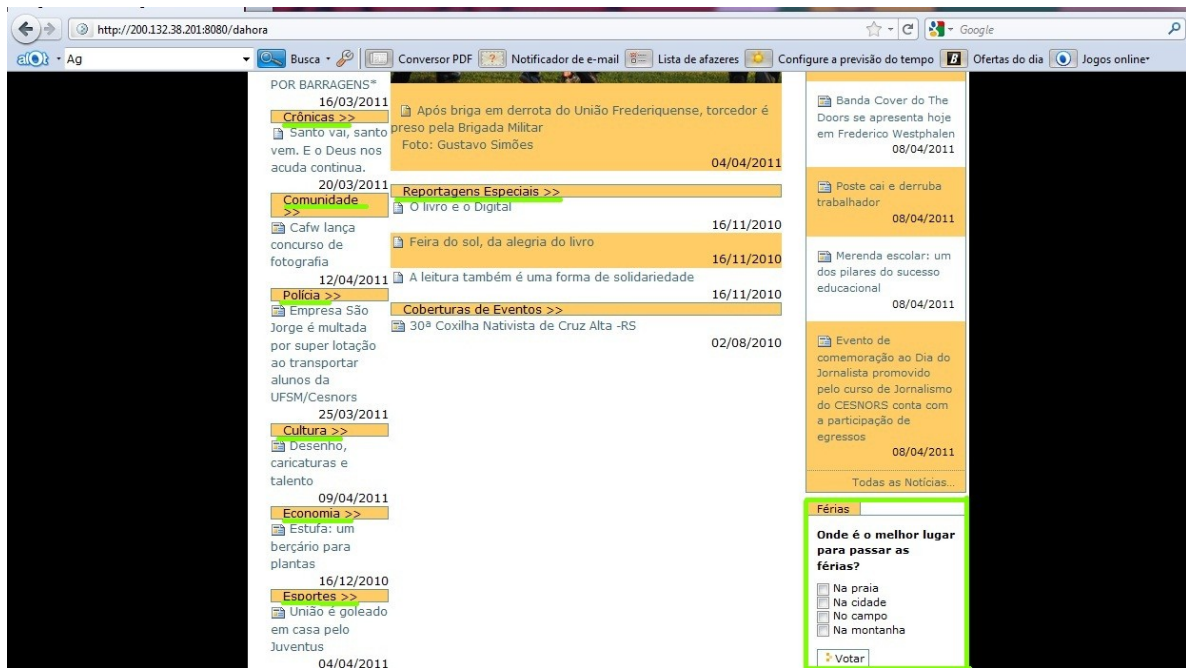 http://200.132.38.201:8080/dahora
Google
Ag
Busca
Conversor PDF
Notificador de e-mail
Lista de afazeres
Configure a previsão do tempo
Ofertas do dia
Jogos online
POR BARRAGENS*
16/03/2011
Crônicas >>
Santo vai, santo
vem. E o Deus nos
acuda continua.
20/03/2011
Comunidade
>>
Cafw lança
concurso de
fotografia
12/04/2011
Polícia >>
Empresa São
Jorge é multada
por super lotação
ao transportar
alunos da
UFSM/Cesnors
25/03/2011
Cultura >>
Desenho,
caricaturas e
talento
09/04/2011
Economia >>
Estufa: um
berçário para
plantas
16/12/2010
Esportes >>
União é goleado
em casa pelo
Juventus
04/04/2011
Após briga em derrota do União Frederiquense, torcedor é
preso pela Brigada Militar
Foto: Gustavo Simões
04/04/2011
Reportagens Especiais >>
O livro e o Digital
16/11/2010
Feira do sol, da alegria do livro
16/11/2010
A leitura também é uma forma de solidariedade
16/11/2010
Coberturas de Eventos >>
30ª Coxilha Nativista de Cruz Alta -RS
02/08/2010
Banda Cover do The
Doors se apresenta hoje
em Frederico Westphalen
08/04/2011
Poste cai e derruba
trabalhador
08/04/2011
Merenda escolar: um
dos pilares do sucesso
educacional
08/04/2011
Evento de
comemoração ao Dia do
Jornalista promovido
pelo curso de Jornalismo
do CESNORS conta com
a participação de
egressos
08/04/2011
Todas as Notícias...
Férias
Onde é o melhor lugar
para passar as
férias?
Na praia
Na cidade
No campo
Na montanha
Votar